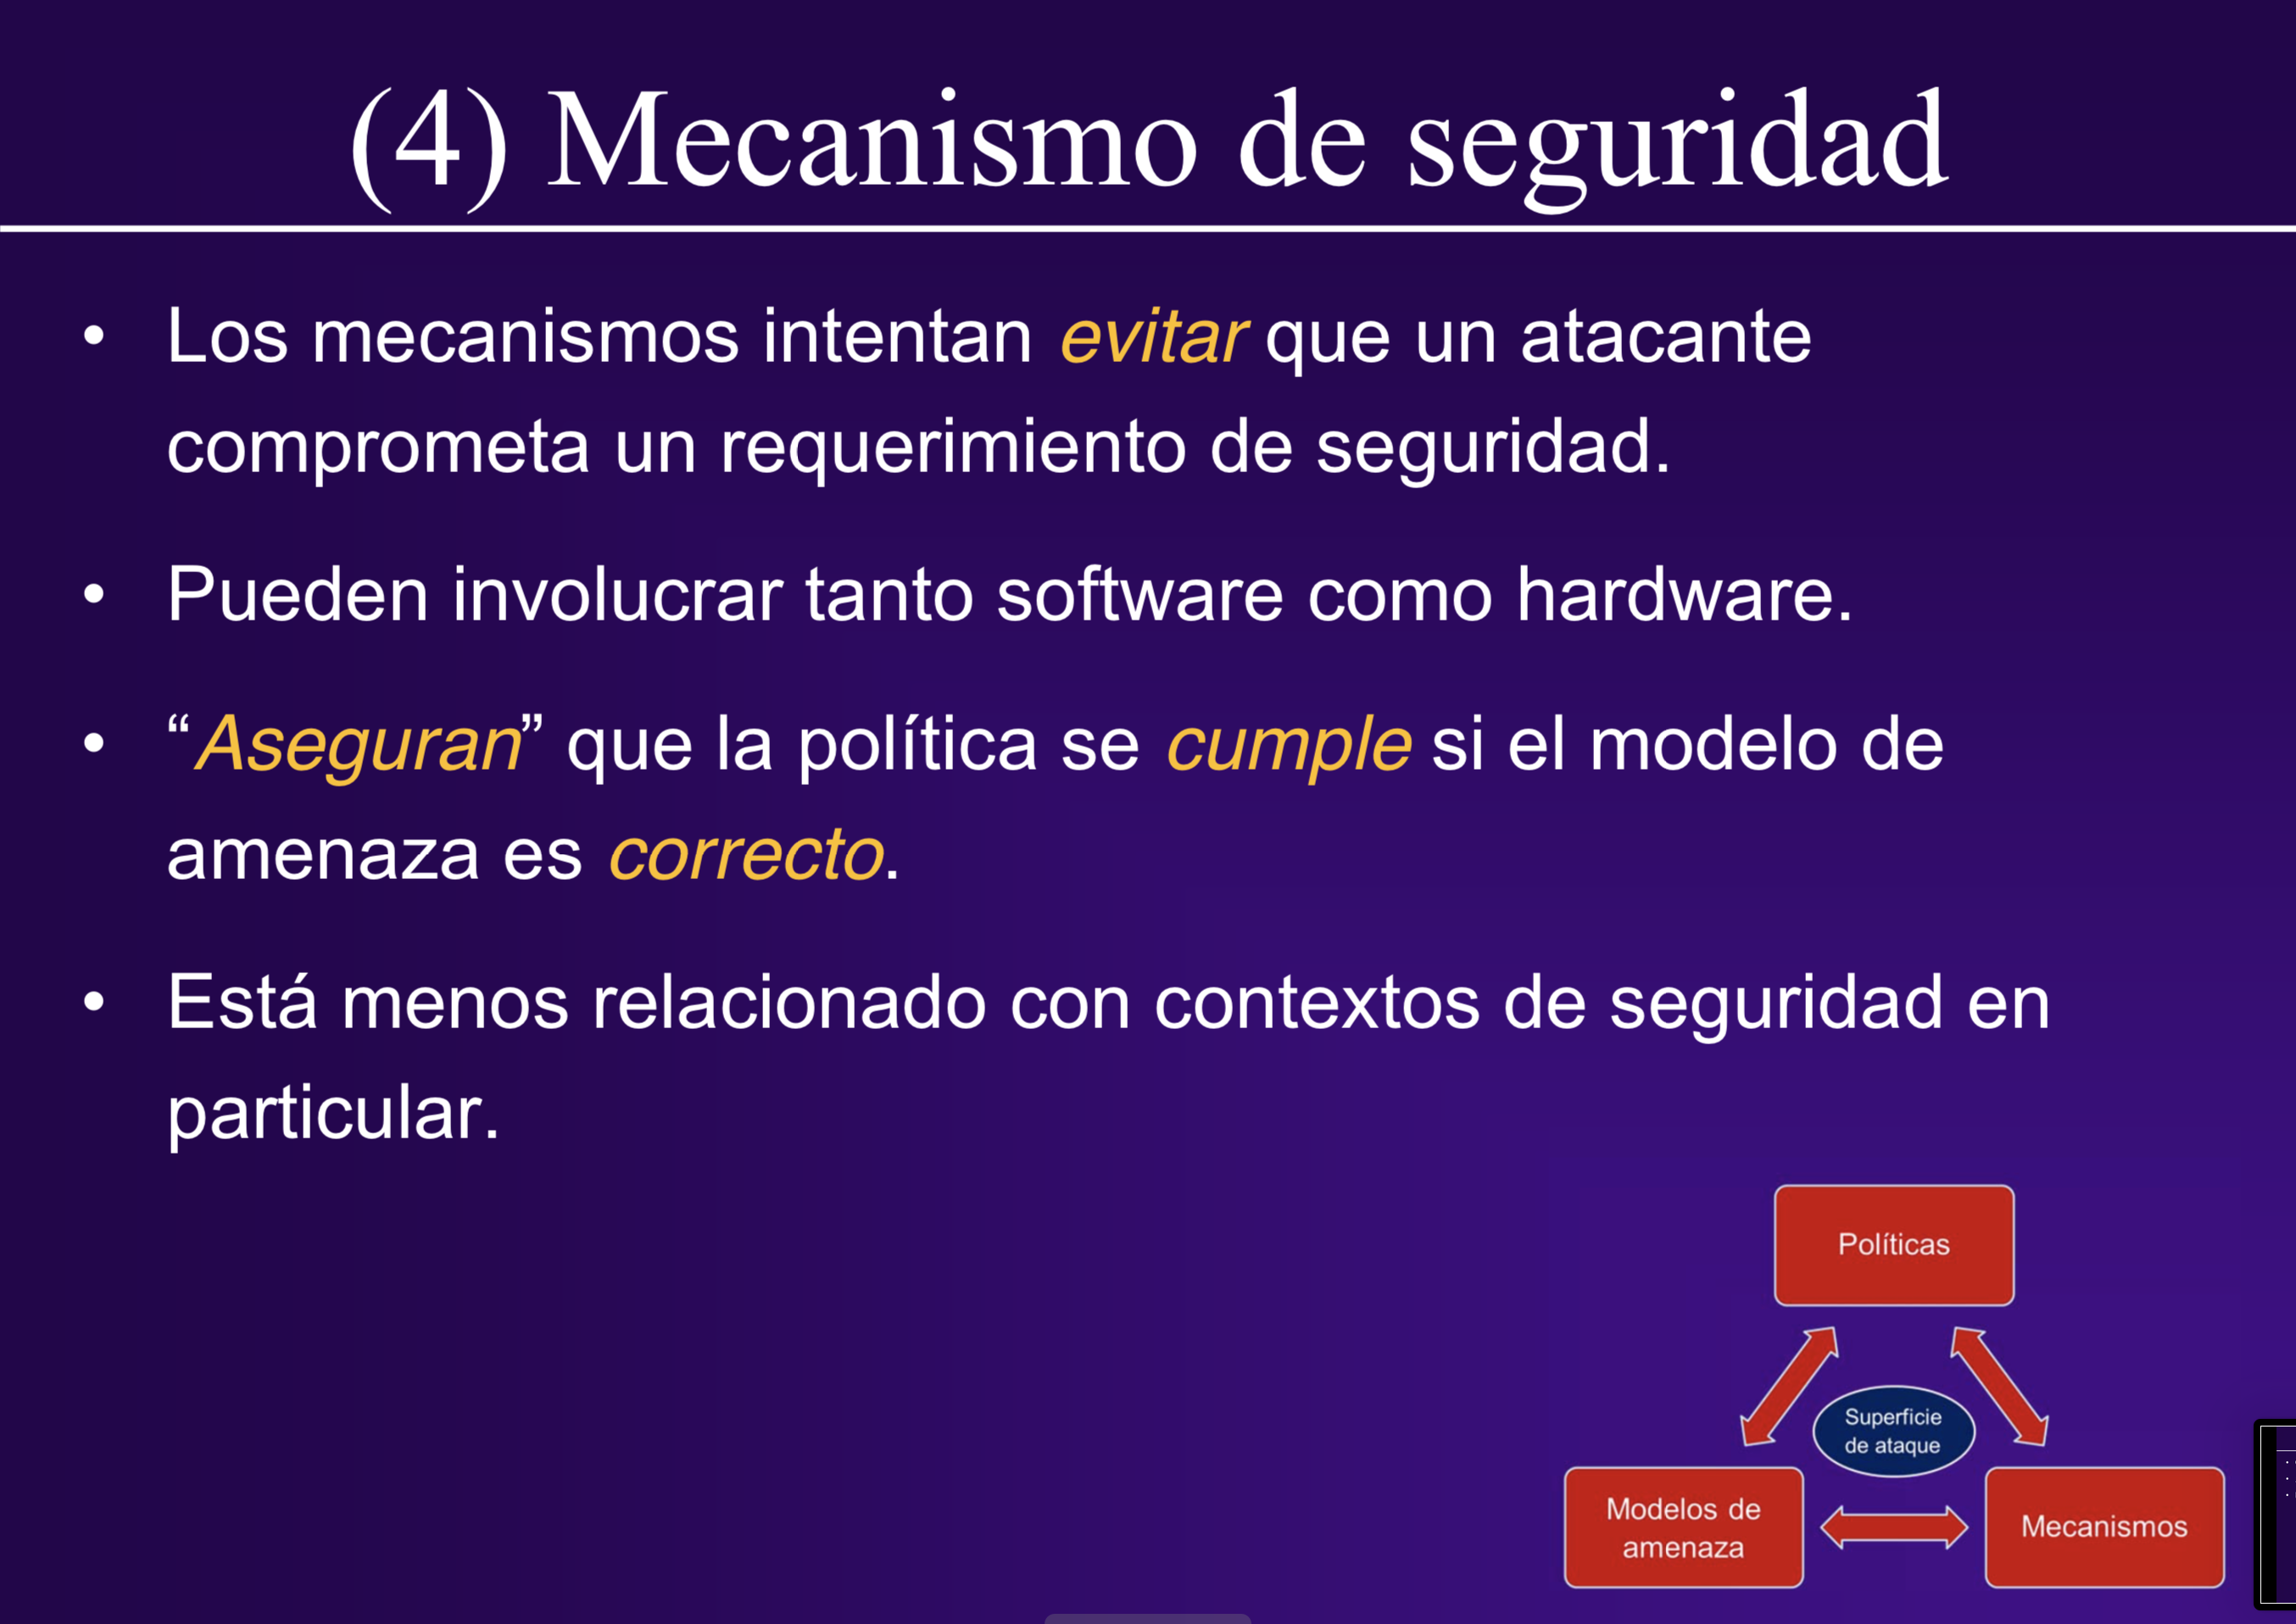 (4) Mecanismo de seguridad
• Los mecanismos intentan evitar que un atacante
comprometa un requerimiento de seguridad.
• Pueden involucrar tanto software como hardware.
• “Aseguran” que la política se cumple si el modelo de
amenaza es correcto.
• Está menos relacionado con contextos de seguridad en
particular.
Políticas
Superficie
de ataque
Modelos de
amenaza
Mecanismos